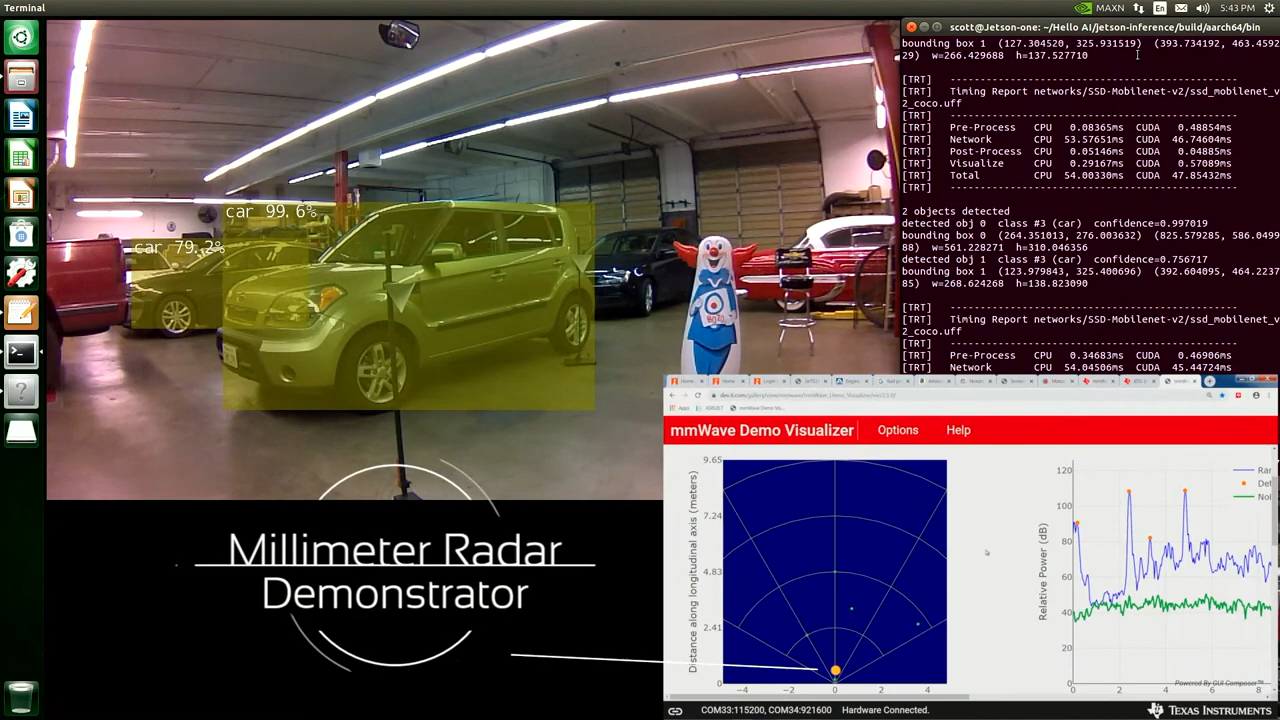 Terminal
MAXN En 5:43 PM
scott@Jetson-one: ~/Hello AI/jetson-inference/build/aarch64/bin
bounding box 1 (127.304520, 325.931519) (393.734192, 463.4592
29) w=266.429688 h=137.527710
[TRT] ------------------------------------------------
[TRT] Timing Report networks/SSD-Mobilenet-v2/ssd_mobilenet_v
2_coco.uff
[TRT] ------------------------------------------------
[TRT] Pre-Process CPU 0.08365ms CUDA 0.48854ms
[TRT] Network CPU 53.57651ms CUDA 46.74604ms
[TRT] Post-Process CPU 0.05146ms CUDA 0.04885ms
[TRT] Visualize CPU 0.29167ms CUDA 0.57089ms
[TRT] Total CPU 54.00330ms CUDA 47.85432ms
[TRT] ------------------------------------------------
2 objects detected
detected obj 0 class #3 (car) confidence=0.997019
bounding box 0 (264.351013, 276.003632) (825.579285, 586.0499
88) w=561.228271 h=310.046356
detected obj 1 class #3 (car) confidence=0.756717
bounding box 1 (123.979843, 325.400696) (392.604095, 464.2237
85) w=268.624268 h=138.823090
[TRT] ------------------------------------------------
[TRT] Timing Report networks/SSD-Mobilenet-v2/ssd_mobilenet_v
2_coco.uff
[TRT] ------------------------------------------------
[TRT] Pre-Process CPU 0.34683ms CUDA 0.46906ms
[TRT] Network CPU 54.04506ms CUDA 45.44724ms
car 99.6%
car 79.2%
BOZO
Millimeter Radar
Demonstrator
mmWave Demo Visualizer
Options
Help
Distance along longitudinal axis (meters)
9.65
7.24
4.83
2.41
0
−4 −2 0 2 4
Relative Power (dB)
120
100
80
60
40
20
0
0 2 4 6 8
Powered By GUI Composer™
COM33:115200, COM34:921600 Hardware Connected.
TEXAS INSTRUMENTS